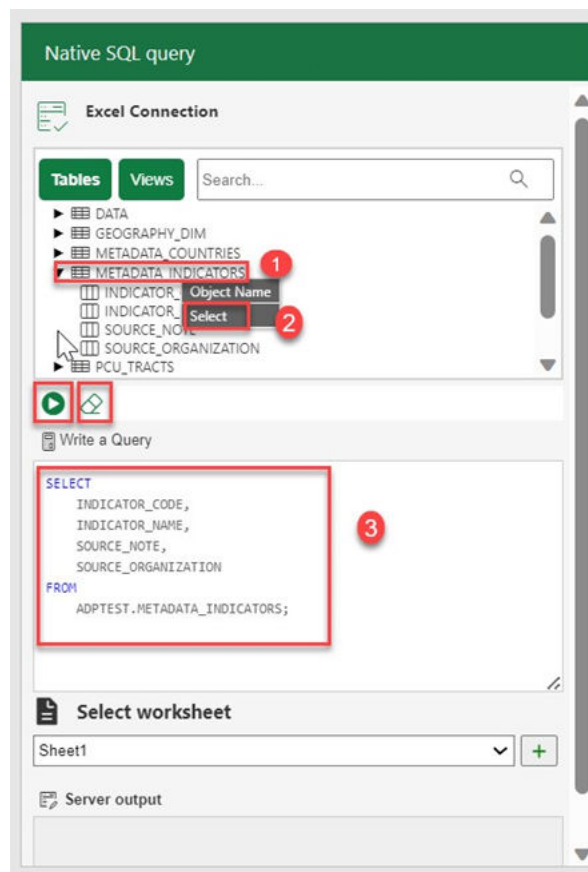 Native SQL query
Excel Connection
Tables Views Search...
DATA
GEOGRAPHY_DIM
METADATA_COUNTRIES
METADATA_INDICATORS 1
INDICATOR_ Object Name
INDICATOR_ Select 2
SOURCE_NOTE
SOURCE_ORGANIZATION
PCU_TRACTS
Write a Query
SELECT
INDICATOR_CODE,
INDICATOR_NAME,
SOURCE_NOTE,
SOURCE_ORGANIZATION
FROM
ADPTEST.METADATA_INDICATORS;
3
Select worksheet
Sheet1 +
Server output